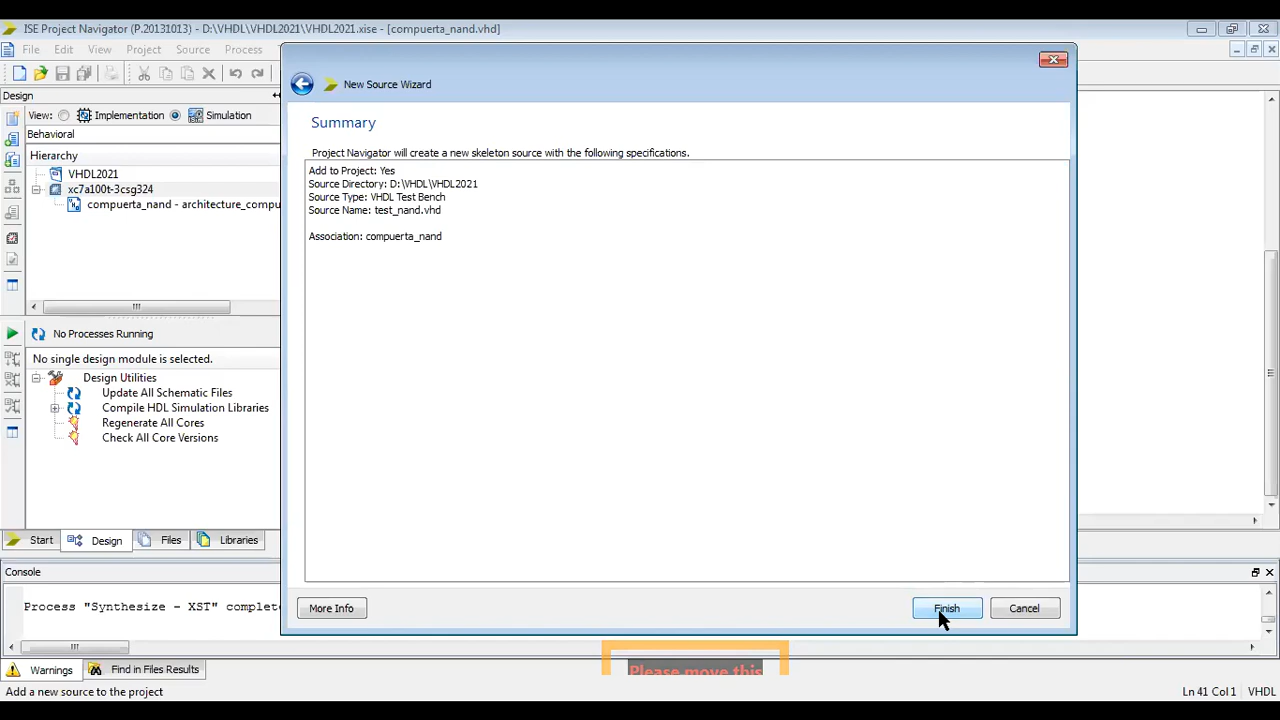 ISE Project Navigator (P.20131013) - D:\VHDL\VHDL2021\VHDL2021.xise - [compuerta_nand.vhd]
File Edit View Project Source Process
Design
View: Implementation Simulation
Behavioral
Hierarchy
VHDL2021
xc7a100t-3csg324
compuerta_nand - architecture_compu
No Processes Running
No single design module is selected.
Design Utilities
Update All Schematic Files
Compile HDL Simulation Libraries
Regenerate All Cores
Check All Core Versions
Start Design Files Libraries
New Source Wizard
Summary
Project Navigator will create a new skeleton source with the following specifications.
Add to Project: Yes
Source Directory: D:\VHDL\VHDL2021
Source Type: VHDL Test Bench
Source Name: test_nand.vhd
Association: compuerta_nand
More Info Finish Cancel
Console
Process "Synthesize - XST" complete
Please move this
Warnings Find in Files Results
Add a new source to the project
Ln 41 Col 1 VHDL